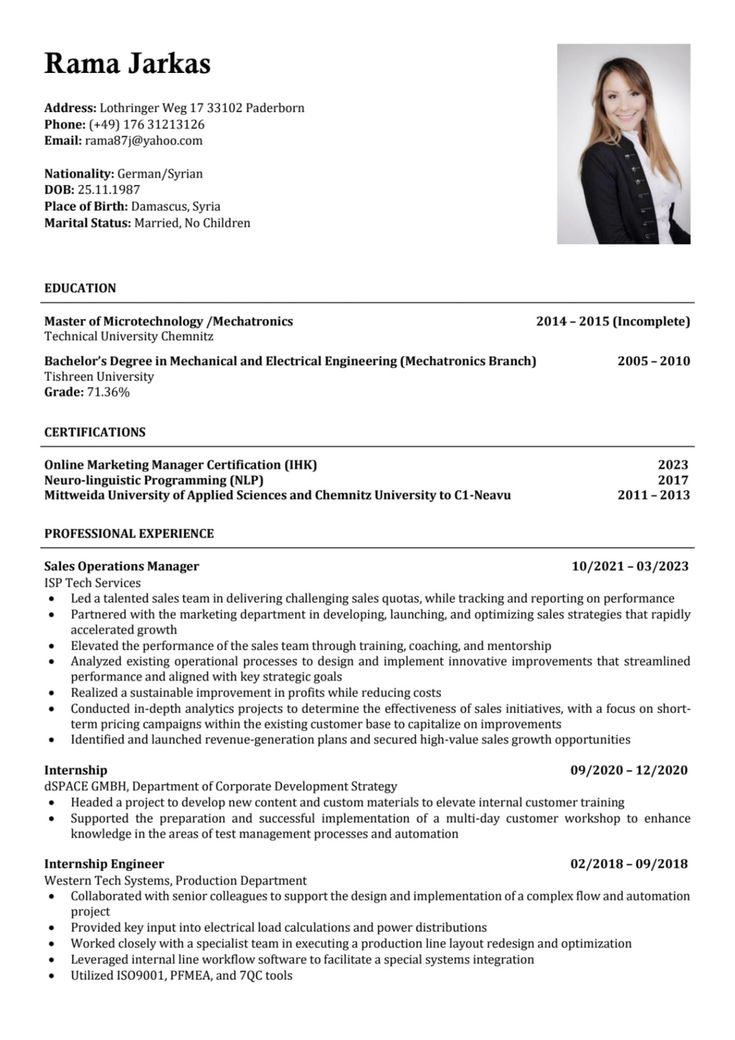 Rama Jarkas
Address: Lothringer Weg 17 33102 Paderborn
Phone: (+49) 176 31213126
Email: rama87j@yahoo.com
Nationality: German/Syrian
DOB: 25.11.1987
Place of Birth: Damascus, Syria
Marital Status: Married, No Children
EDUCATION
Master of Microtechnology /Mechatronics 2014 – 2015 (Incomplete)
Technical University Chemnitz
Bachelor's Degree in Mechanical and Electrical Engineering (Mechatronics Branch) 2005 – 2010
Tishreen University
Grade: 71.36%
CERTIFICATIONS
Online Marketing Manager Certification (IHK) 2023
Neuro-linguistic Programming (NLP) 2017
Mittweida University of Applied Sciences and Chemnitz University to C1-Neavu 2011 – 2013
PROFESSIONAL EXPERIENCE
Sales Operations Manager 10/2021 – 03/2023
ISP Tech Services
• Led a talented sales team in delivering challenging sales quotas, while tracking and reporting on performance
• Partnered with the marketing department in developing, launching, and optimizing sales strategies that rapidly
accelerated growth
• Elevated the performance of the sales team through training, coaching, and mentorship
• Analyzed existing operational processes to design and implement innovative improvements that streamlined
performance and aligned with key strategic goals
• Realized a sustainable improvement in profits while reducing costs
• Conducted in-depth analytics projects to determine the effectiveness of sales initiatives, with a focus on short-
term pricing campaigns within the existing customer base to capitalize on improvements
• Identified and launched revenue-generation plans and secured high-value sales growth opportunities
Internship 09/2020 – 12/2020
dSPACE GMBH, Department of Corporate Development Strategy
• Headed a project to develop new content and custom materials to elevate internal customer training
• Supported the preparation and successful implementation of a multi-day customer workshop to enhance
knowledge in the areas of test management processes and automation
Internship Engineer 02/2018 – 09/2018
Western Tech Systems, Production Department
• Collaborated with senior colleagues to support the design and implementation of a complex flow and automation
project
• Provided key input into electrical load calculations and power distributions
• Worked closely with a specialist team in executing a production line layout redesign and optimization
• Leveraged internal line workflow software to facilitate a special systems integration
• Utilized ISO9001, PFMEA, and 7QC tools